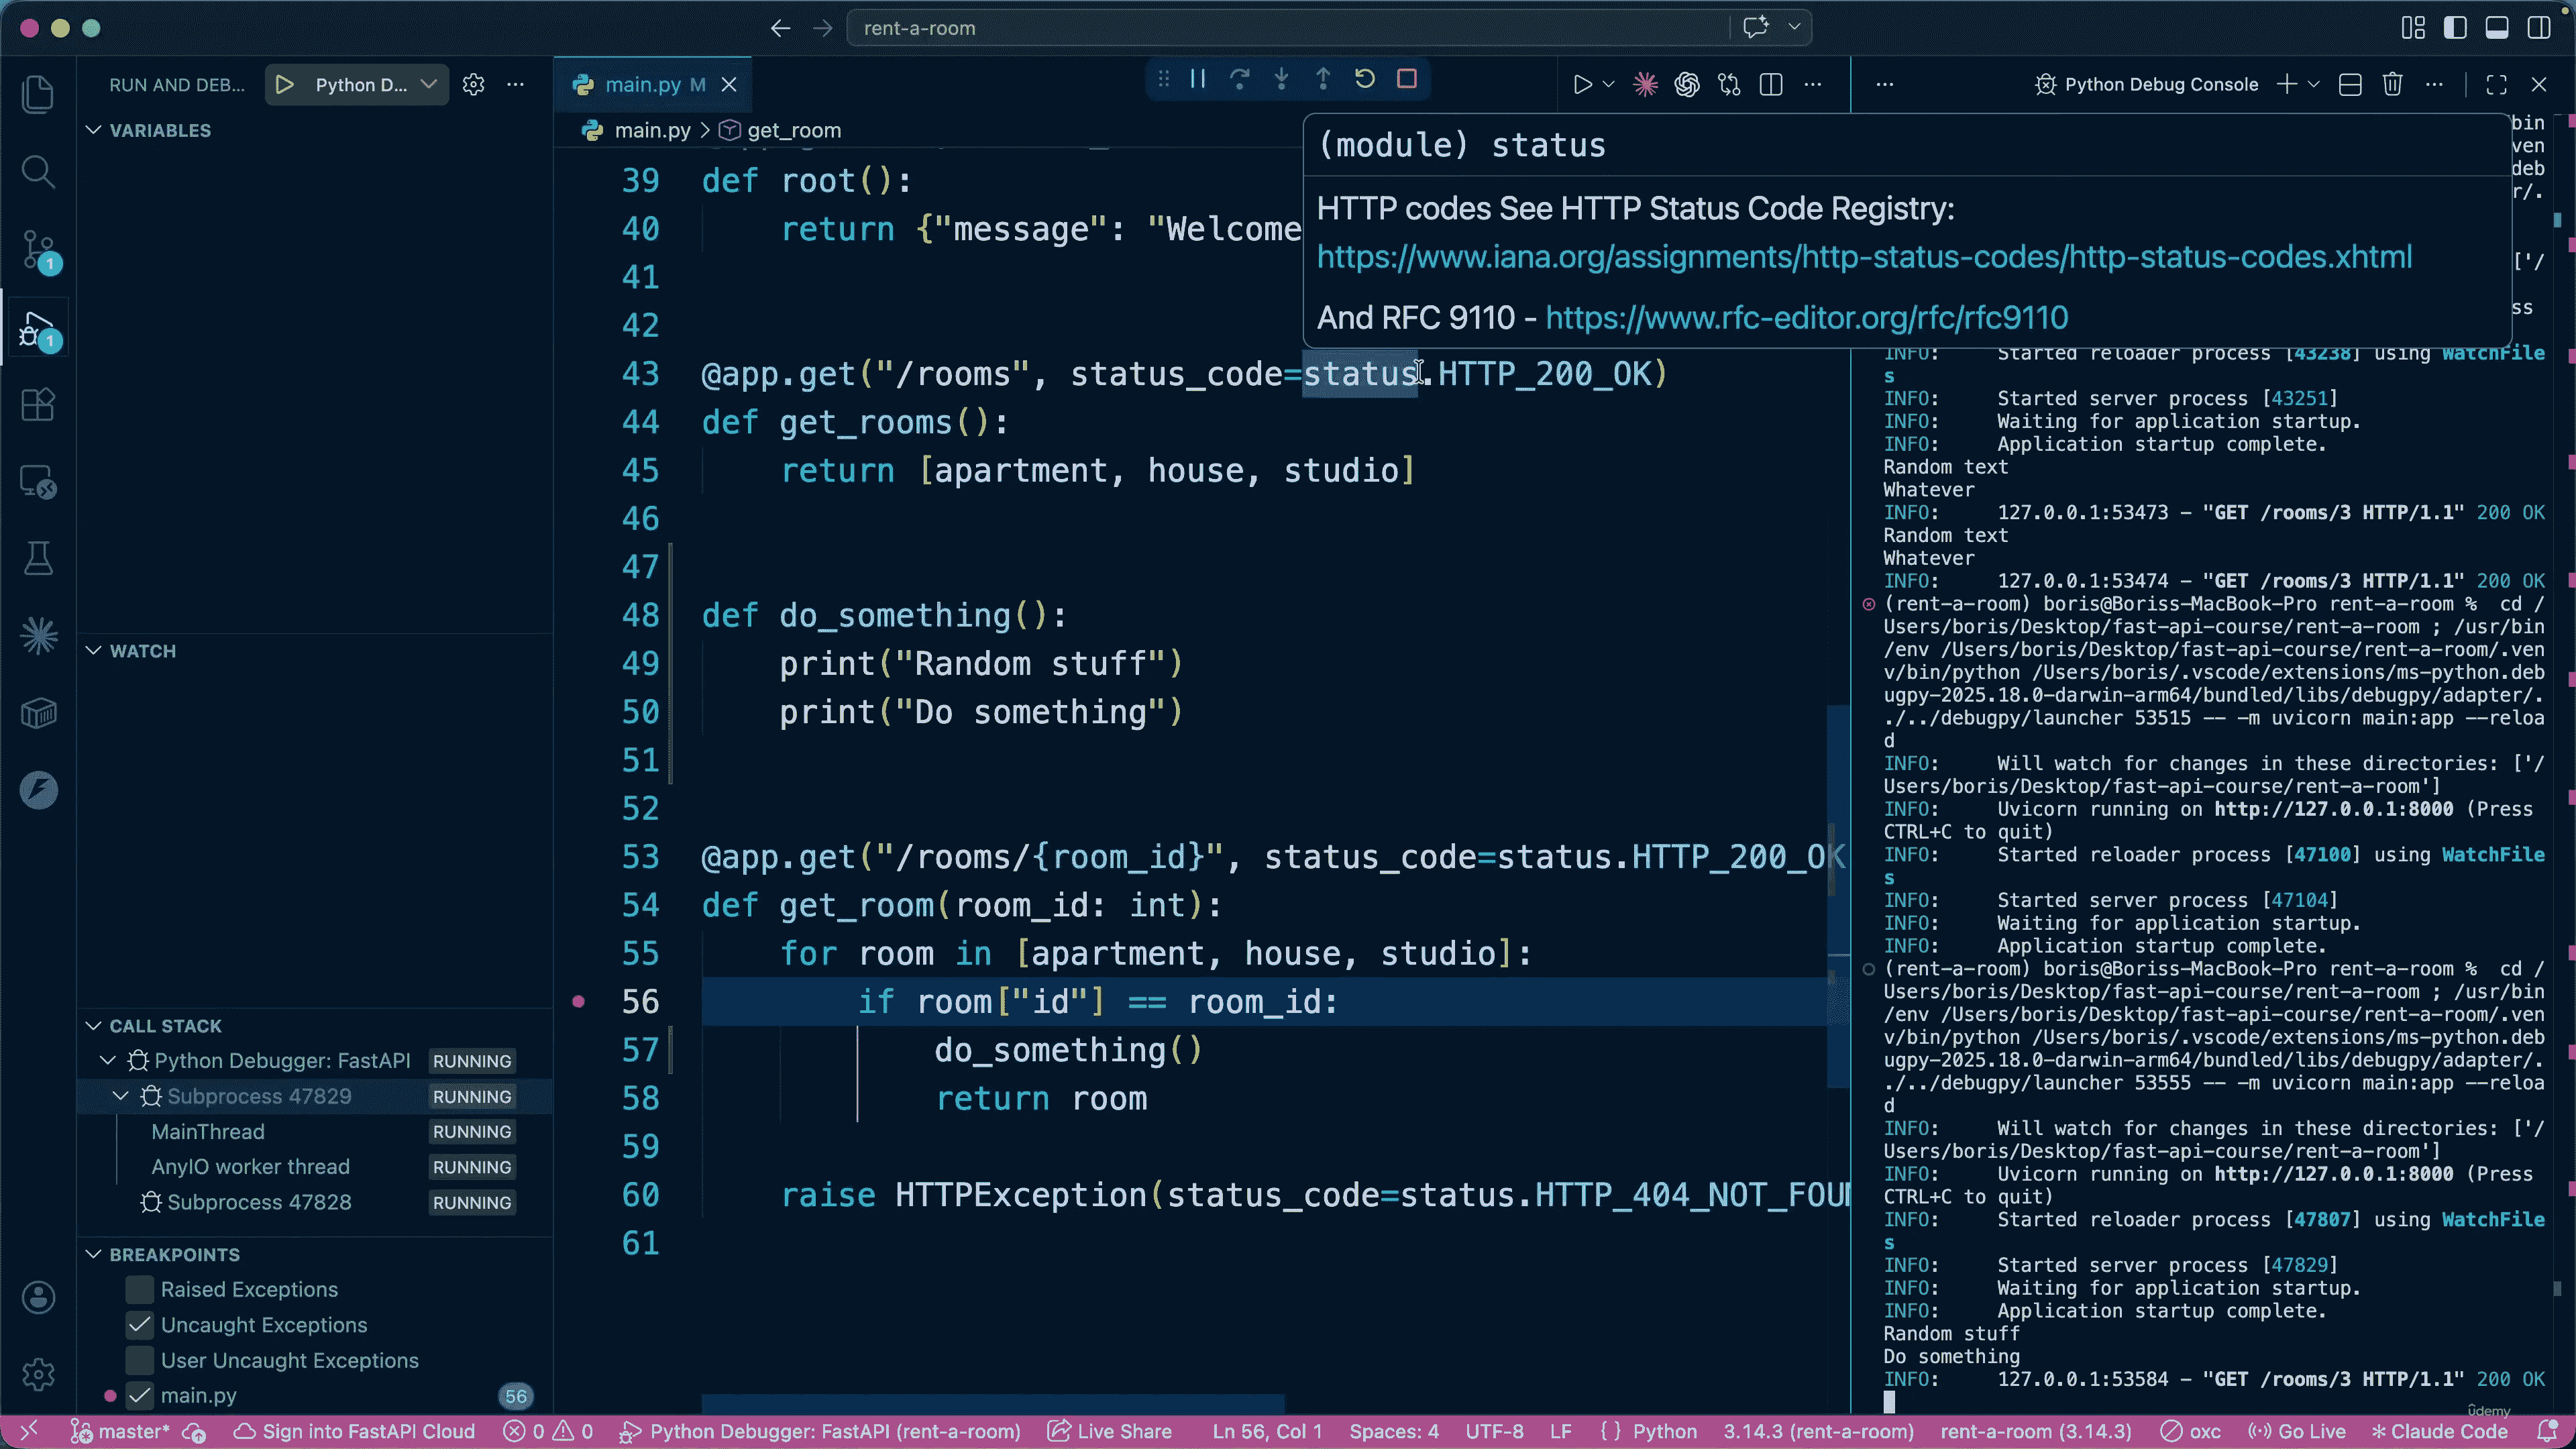 rent-a-room
RUN AND DEB...
Python D...
main.py M
Python Debug Console
VARIABLES
main.py > get_room
(module) status
HTTP codes See HTTP Status Code Registry:
https://www.iana.org/assignments/http-status-codes/http-status-codes.xhtml
And RFC 9110 - https://www.rfc-editor.org/rfc/rfc9110
39 def root():
40 return {"message": "Welcome
41
42
43 @app.get("/rooms", status_code=status.HTTP_200_OK)
44 def get_rooms():
45 return [apartment, house, studio]
46
47
48 def do_something():
49 print("Random stuff")
50 print("Do something")
51
52
53 @app.get("/rooms/{room_id}", status_code=status.HTTP_200_OK
54 def get_room(room_id: int):
55 for room in [apartment, house, studio]:
56 if room["id"] == room_id:
57 do_something()
58 return room
59
60 raise HTTPException(status_code=status.HTTP_404_NOT_FOUN
61
1
1
WATCH
CALL STACK
Python Debugger: FastAPI RUNNING
Subprocess 47829 RUNNING
MainThread RUNNING
AnyIO worker thread RUNNING
Subprocess 47828 RUNNING
BREAKPOINTS
Raised Exceptions
Uncaught Exceptions
User Uncaught Exceptions
main.py 56
bin
ven
deb
r/.
['/
ss
INFO: Started reloader process [43238] using WatchFile
s
INFO: Started server process [43251]
INFO: Waiting for application startup.
INFO: Application startup complete.
Random text
Whatever
INFO: 127.0.0.1:53473 - "GET /rooms/3 HTTP/1.1" 200 OK
Random text
Whatever
INFO: 127.0.0.1:53474 - "GET /rooms/3 HTTP/1.1" 200 OK
(rent-a-room) boris@Boriss-MacBook-Pro rent-a-room % cd /
Users/boris/Desktop/fast-api-course/rent-a-room ; /usr/bin
/env /Users/boris/Desktop/fast-api-course/rent-a-room/.ven
v/bin/python /Users/boris/.vscode/extensions/ms-python.deb
ugpy-2025.18.0-darwin-arm64/bundled/libs/debugpy/adapter/.
./../debugpy/launcher 53515 -- -m uvicorn main:app --reloa
d
INFO: Will watch for changes in these directories: ['/
Users/boris/Desktop/fast-api-course/rent-a-room']
INFO: Uvicorn running on http://127.0.0.1:8000 (Press
CTRL+C to quit)
INFO: Started reloader process [47100] using WatchFile
s
INFO: Started server process [47104]
INFO: Waiting for application startup.
INFO: Application startup complete.
(rent-a-room) boris@Boriss-MacBook-Pro rent-a-room % cd /
Users/boris/Desktop/fast-api-course/rent-a-room ; /usr/bin
/env /Users/boris/Desktop/fast-api-course/rent-a-room/.ven
v/bin/python /Users/boris/.vscode/extensions/ms-python.deb
ugpy-2025.18.0-darwin-arm64/bundled/libs/debugpy/adapter/.
./../debugpy/launcher 53555 -- -m uvicorn main:app --reloa
d
INFO: Will watch for changes in these directories: ['/
Users/boris/Desktop/fast-api-course/rent-a-room']
INFO: Uvicorn running on http://127.0.0.1:8000 (Press
CTRL+C to quit)
INFO: Started reloader process [47807] using WatchFile
s
INFO: Started server process [47829]
INFO: Waiting for application startup.
INFO: Application startup complete.
Random stuff
Do something
INFO: 127.0.0.1:53584 - "GET /rooms/3 HTTP/1.1" 200 OK
ûdemy
master* Sign into FastAPI Cloud 0 0 Python Debugger: FastAPI (rent-a-room) Live Share Ln 56, Col 1 Spaces: 4 UTF-8 LF { } Python 3.14.3 (rent-a-room) rent-a-room (3.14.3) oxc Go Live Claude Code